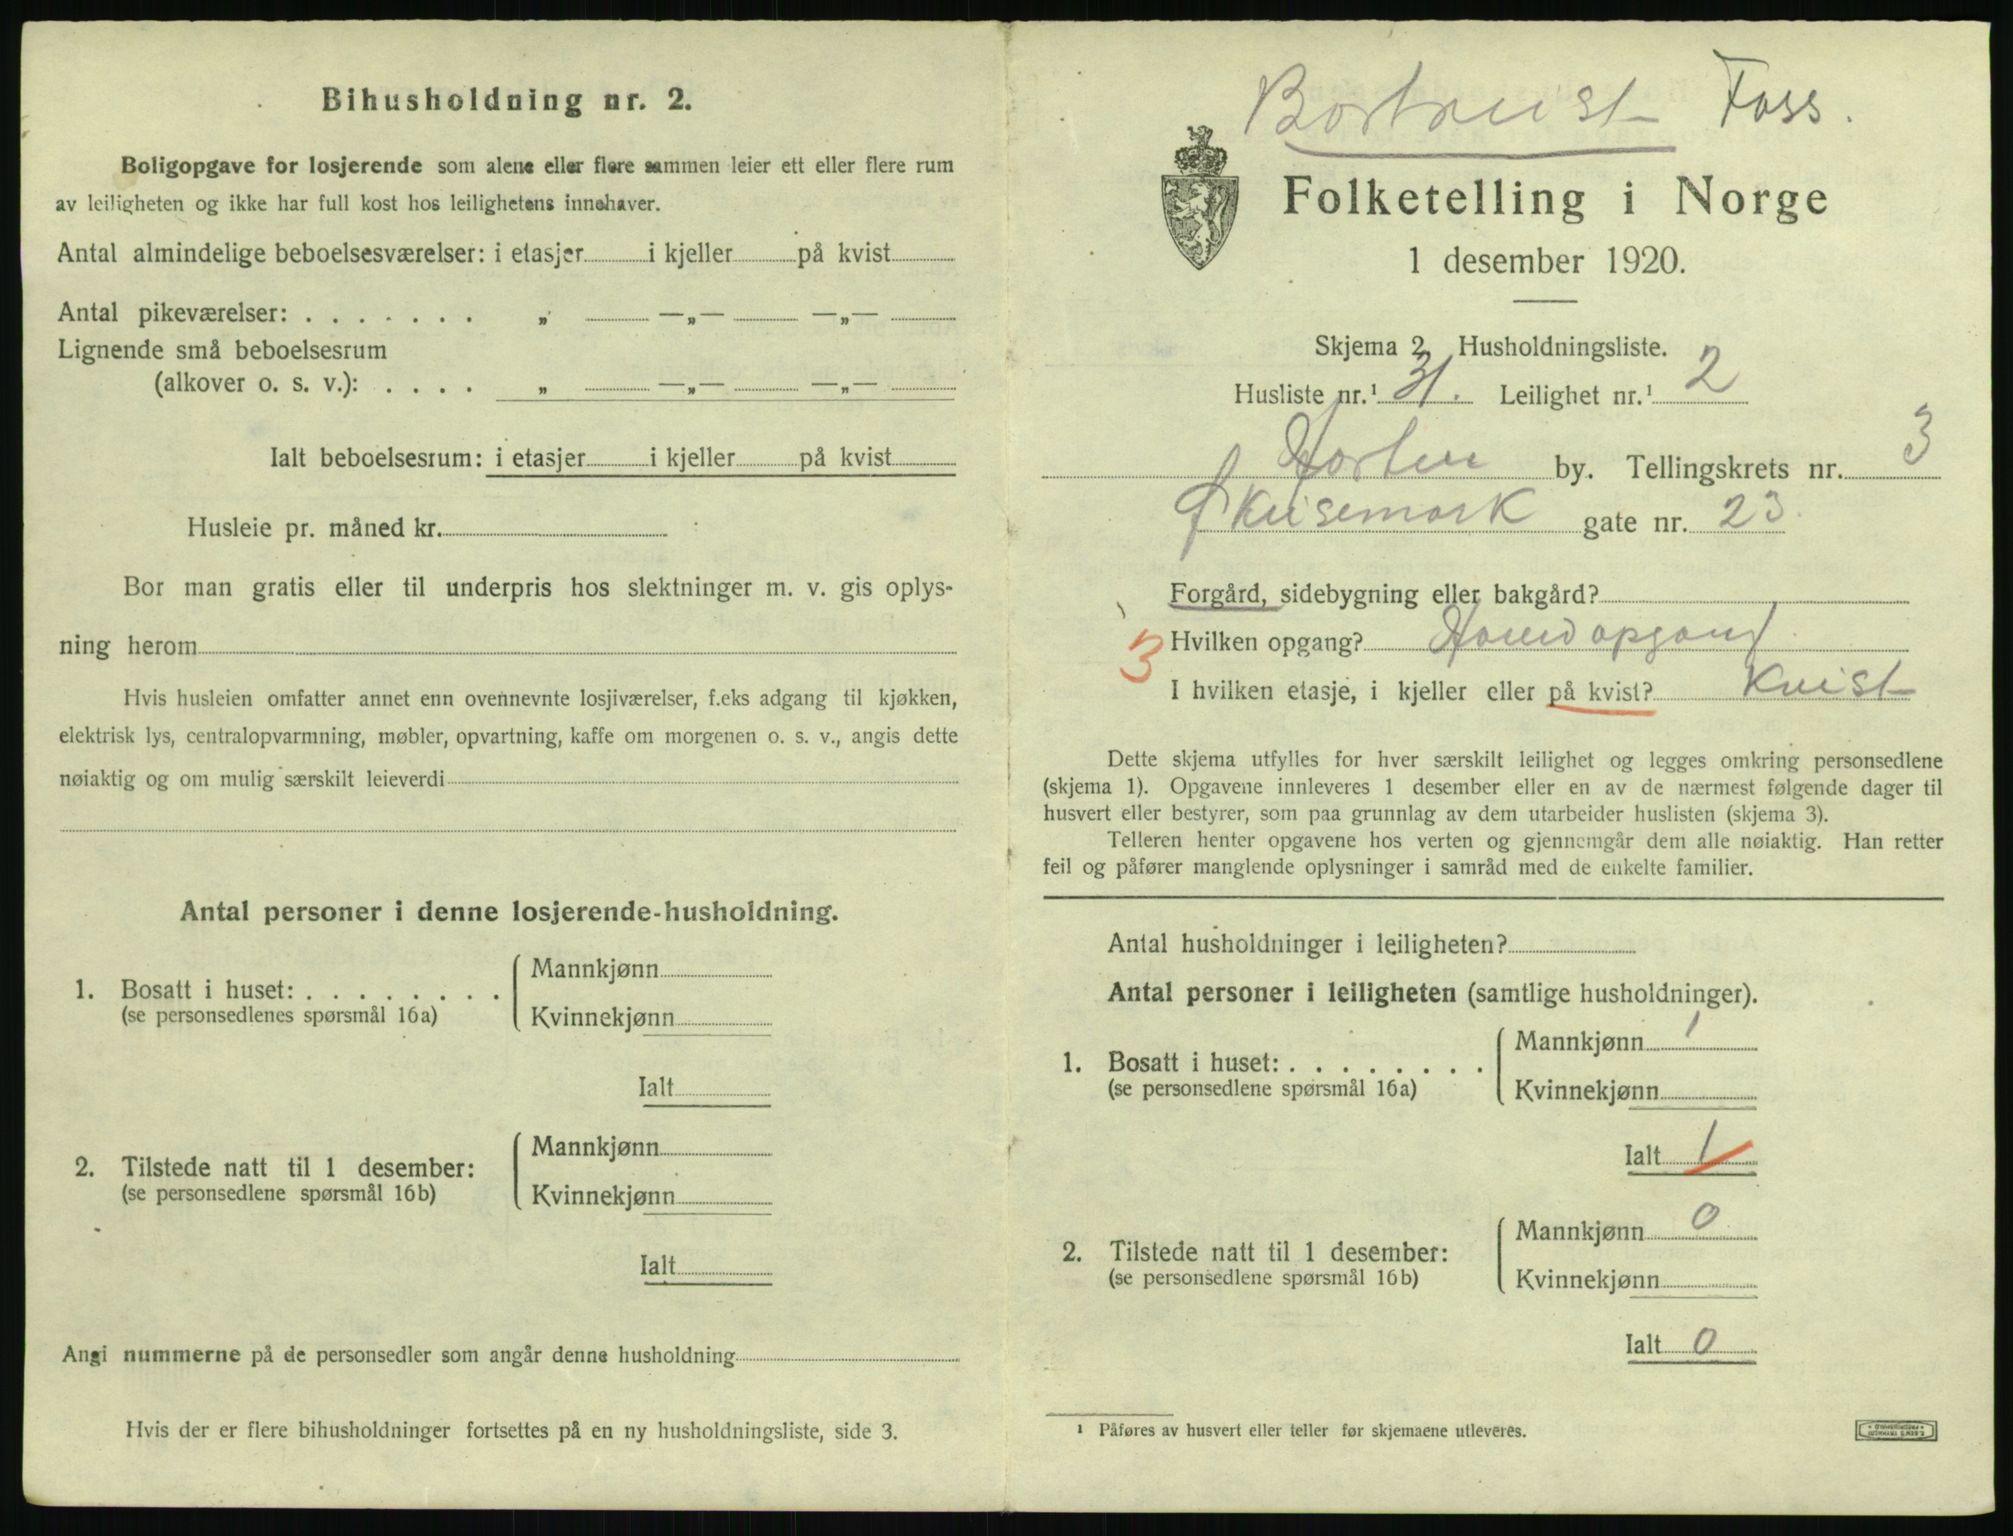 Bihusholdning nr. 2.
Boligopgave for losjerende som alene eller flere sammen leier ett eller flere rum
av leiligheten og ikke har full kost hos leilighetens innehaver.
Antal almindelige beboelsesværelser: i etasjer i kjeller på kvist
Antal pikeværelser: . . . . . . . „ —„— —„—
Lignende små beboelsesrum
(alkover o. s. v.): . . . . „ —„— —„—
Ialt beboelsesrum: i etasjer i kjeller på kvist
Husleie pr. måned kr.
Bor man gratis eller til underpris hos slektninger m. v. gis oplys-
ning herom
Hvis husleien omfatter annet enn ovennevnte losjiværelser, f.eks adgang til kjøkken,
elektrisk lys, centralopvarmning, møbler, opvartning, kaffe om morgenen o. s. v., angis dette
nøiaktig og om mulig særskilt leieverdi
Antal personer i denne losjerende-husholdning.
1. Bosatt i huset: . . . . . . . . Mannkjønn
(se personsedlenes spørsmål 16a) Kvinnekjønn
Ialt
2. Tilstede natt til 1 desember: Mannkjønn
(se personsedlene spørsmål 16b) Kvinnekjønn
Ialt
Angi nummerne på de personsedler som angår denne husholdning
Hvis der er flere bihusholdninger fortsettes på en ny husholdningsliste, side 3.
Bortreist Foss.
Folketelling i Norge
1 desember 1920.
Skjema 2 Husholdningsliste.
Husliste nr.¹ 31. Leilighet nr.¹ 2
Horten by. Tellingskrets nr. 3
gate nr. 23
Forgård, sidebygning eller bakgård?
3 Hvilken opgang? Hovedopgang
I hvilken etasje, i kjeller eller på kvist? Kvist
Dette skjema utfylles for hver særskilt leilighet og legges omkring personsedlene
(skjema 1). Opgavene innleveres 1 desember eller en av de nærmest følgende dager til
husvert eller bestyrer, som paa grunnlag av dem utarbeider huslisten (skjema 3).
Telleren henter opgavene hos verten og gjennemgår dem alle nøiaktig. Han retter
feil og påfører manglende oplysninger i samråd med de enkelte familier.
Antal husholdninger i leiligheten?
Antal personer i leiligheten (samtlige husholdninger).
1. Bosatt i huset: . . . . . . . . Mannkjønn 1
(se personsedlene spørsmål 16a) Kvinnekjønn
Ialt 1
2. Tilstede natt til 1 desember: Mannkjønn 0
(se personsedlene spørsmål 16b) Kvinnekjønn
Ialt 0
¹ Påføres av husvert eller teller før skjemaene utleveres.